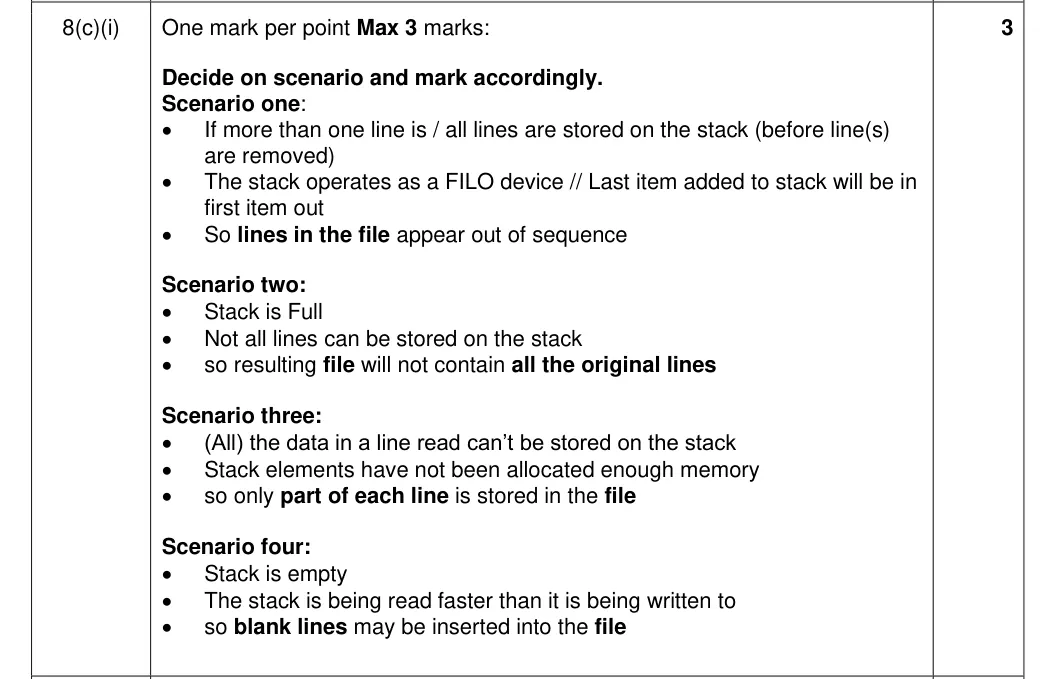 8(c)(i) One mark per point Max 3 marks: 3
Decide on scenario and mark accordingly.
Scenario one:
• If more than one line is / all lines are stored on the stack (before line(s)
are removed)
• The stack operates as a FILO device // Last item added to stack will be in
first item out
• So lines in the file appear out of sequence
Scenario two:
• Stack is Full
• Not all lines can be stored on the stack
• so resulting file will not contain all the original lines
Scenario three:
• (All) the data in a line read can’t be stored on the stack
• Stack elements have not been allocated enough memory
• so only part of each line is stored in the file
Scenario four:
• Stack is empty
• The stack is being read faster than it is being written to
• so blank lines may be inserted into the file